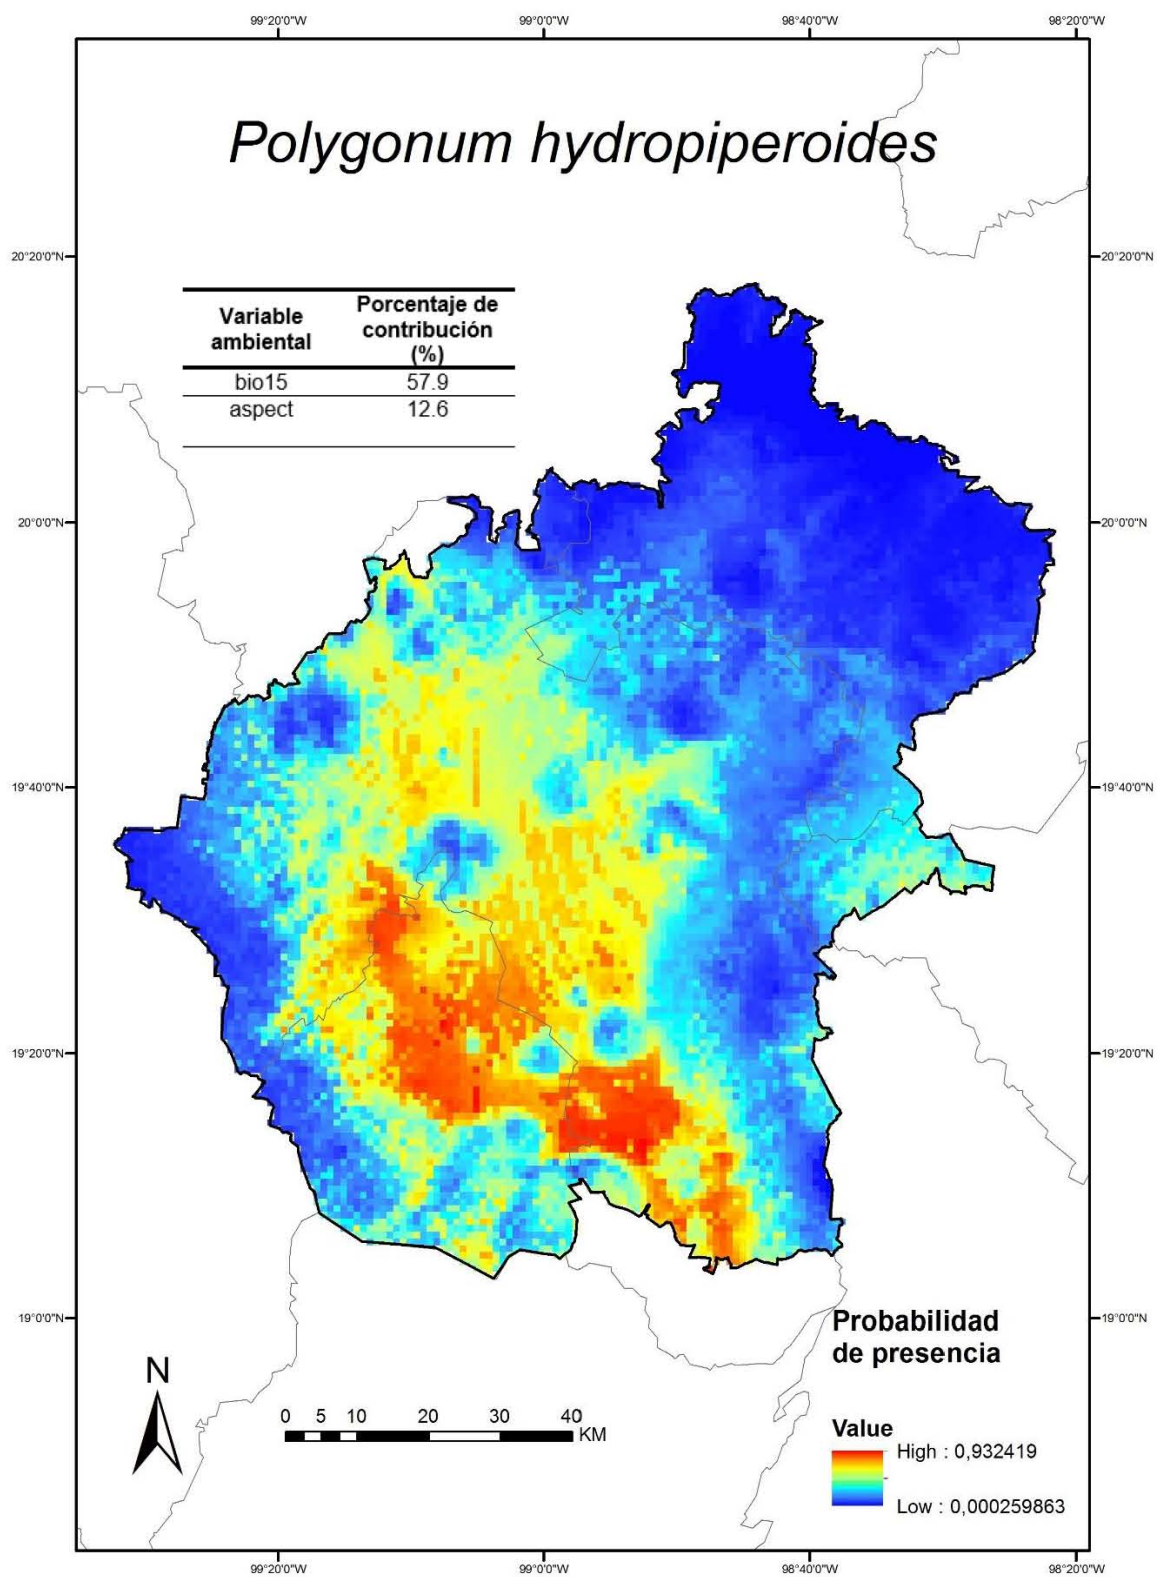 99°20'0"W 99°0'0"W 98°40'0"W 98°20'0"W
Polygonum hydropiperoides
20°20'0"N 20°20'0"N
Variable ambiental Porcentaje de contribución (%)
bio15 57.9
aspect 12.6
20°0'0"N 20°0'0"N
19°40'0"N 19°40'0"N
19°20'0"N 19°20'0"N
19°0'0"N 19°0'0"N
Probabilidad
de presencia
N
0 5 10 20 30 40
KM
Value
High : 0,932419
Low : 0,000259863
99°20'0"W 99°0'0"W 98°40'0"W 98°20'0"W